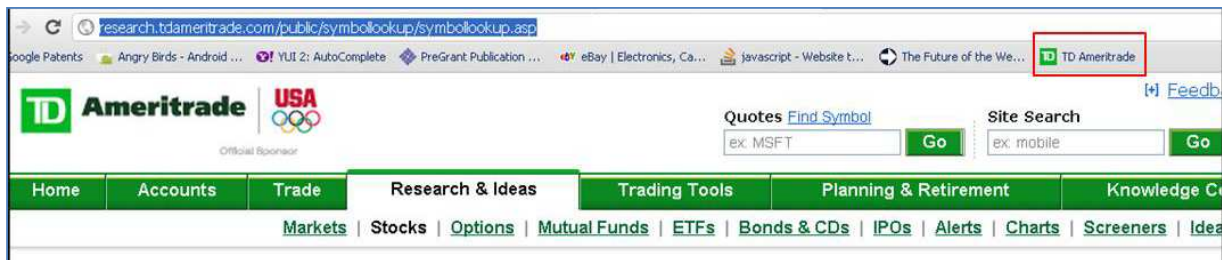 research.tdameritrade.com/public/symbollookup/symbollookup.asp
Google Patents Angry Birds - Android ... YUI 2: AutoComplete PreGrant Publication ... eBay | Electronics, Ca... javascript - Website t... The Future of the We... TD Ameritrade
[+] Feedb
TD Ameritrade USA
Quotes Find Symbol Site Search
Official Sponsor
ex: MSFT Go ex: mobile Go
Home Accounts Trade Research & Ideas Trading Tools Planning & Retirement Knowledge Ce
Markets | Stocks | Options | Mutual Funds | ETFs | Bonds & CDs | IPOs | Alerts | Charts | Screeners | Idea